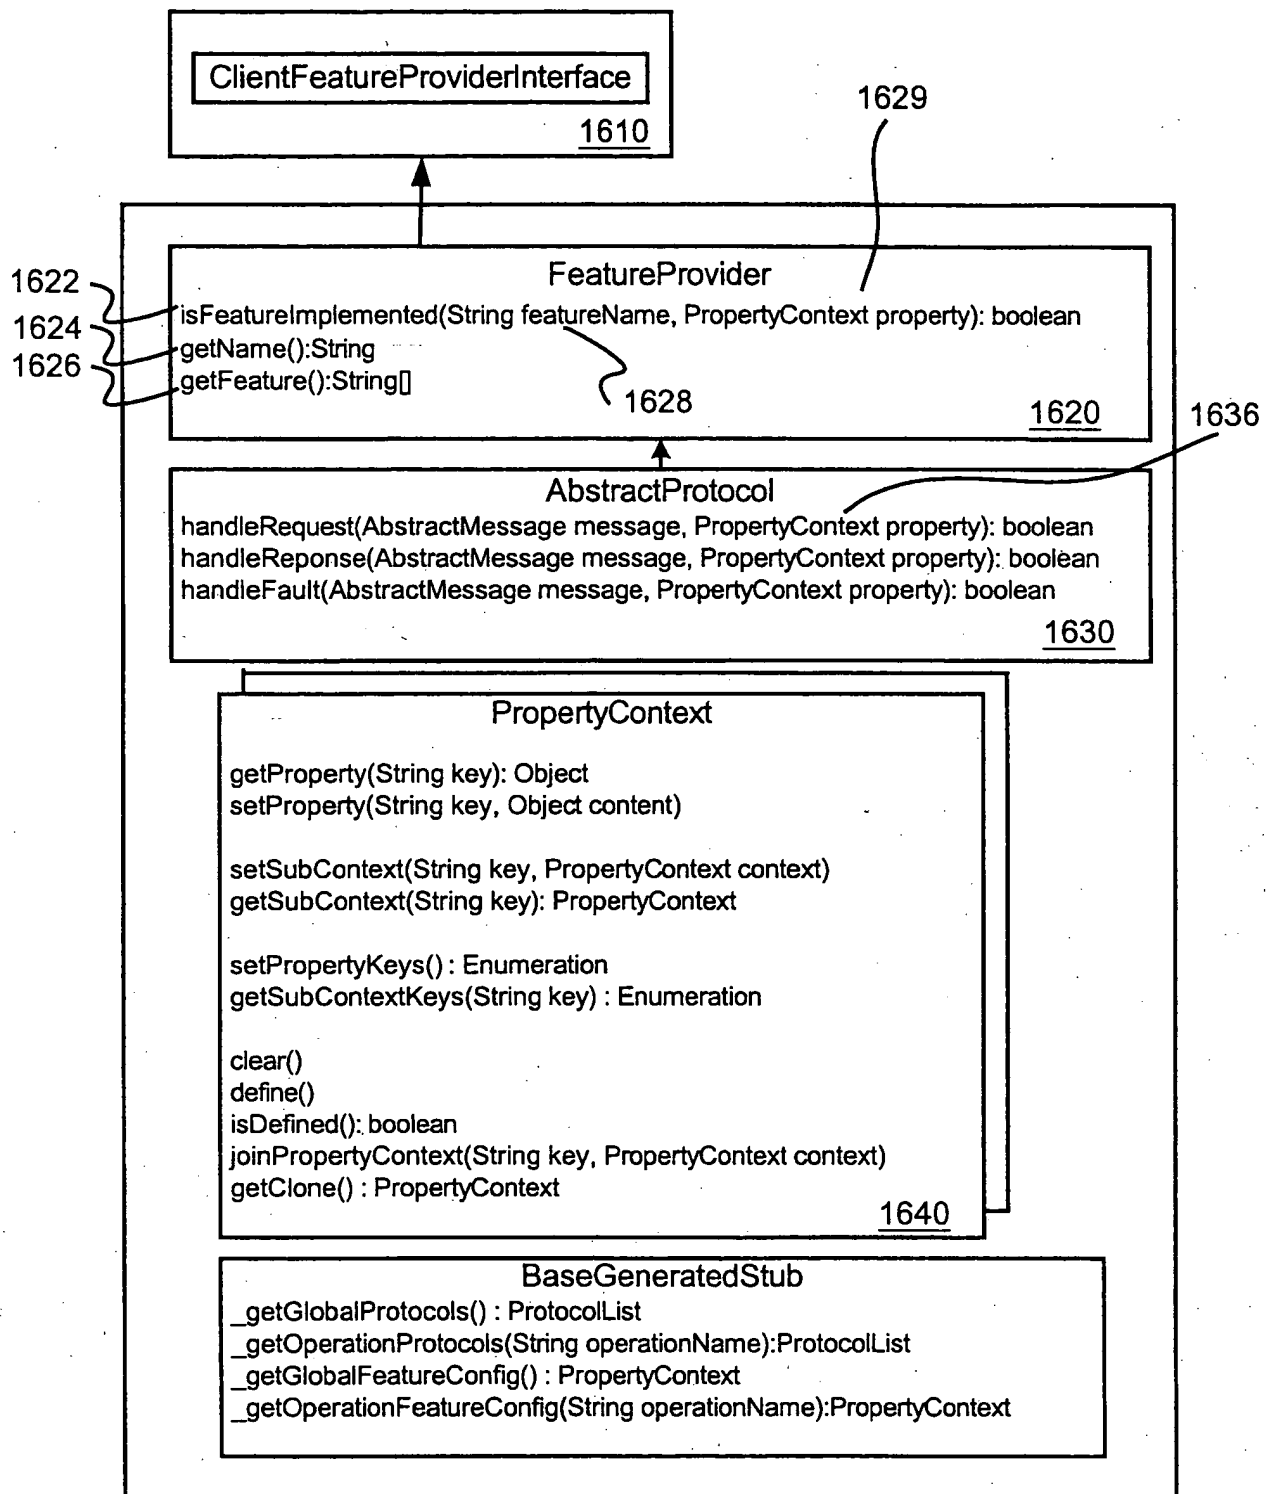 ClientFeatureProviderInterface
1610
1629
FeatureProvider
1622
isFeatureImplemented(String featureName, PropertyContext property): boolean
1624
getName():String
1626
getFeature():String[]
1628
1620
1636
AbstractProtocol
handleRequest(AbstractMessage message, PropertyContext property): boolean
handleReponse(AbstractMessage message, PropertyContext property): boolean
handleFault(AbstractMessage message, PropertyContext property): boolean
1630
PropertyContext
getProperty(String key): Object
setProperty(String key, Object content)
setSubContext(String key, PropertyContext context)
getSubContext(String key): PropertyContext
setPropertyKeys() : Enumeration
getSubContextKeys(String key) : Enumeration
clear()
define()
isDefined(): boolean
joinPropertyContext(String key, PropertyContext context)
getClone() : PropertyContext
1640
BaseGeneratedStub
_getGlobalProtocols() : ProtocolList
_getOperationProtocols(String operationName):ProtocolList
_getGlobalFeatureConfig() : PropertyContext
_getOperationFeatureConfig(String operationName):PropertyContext